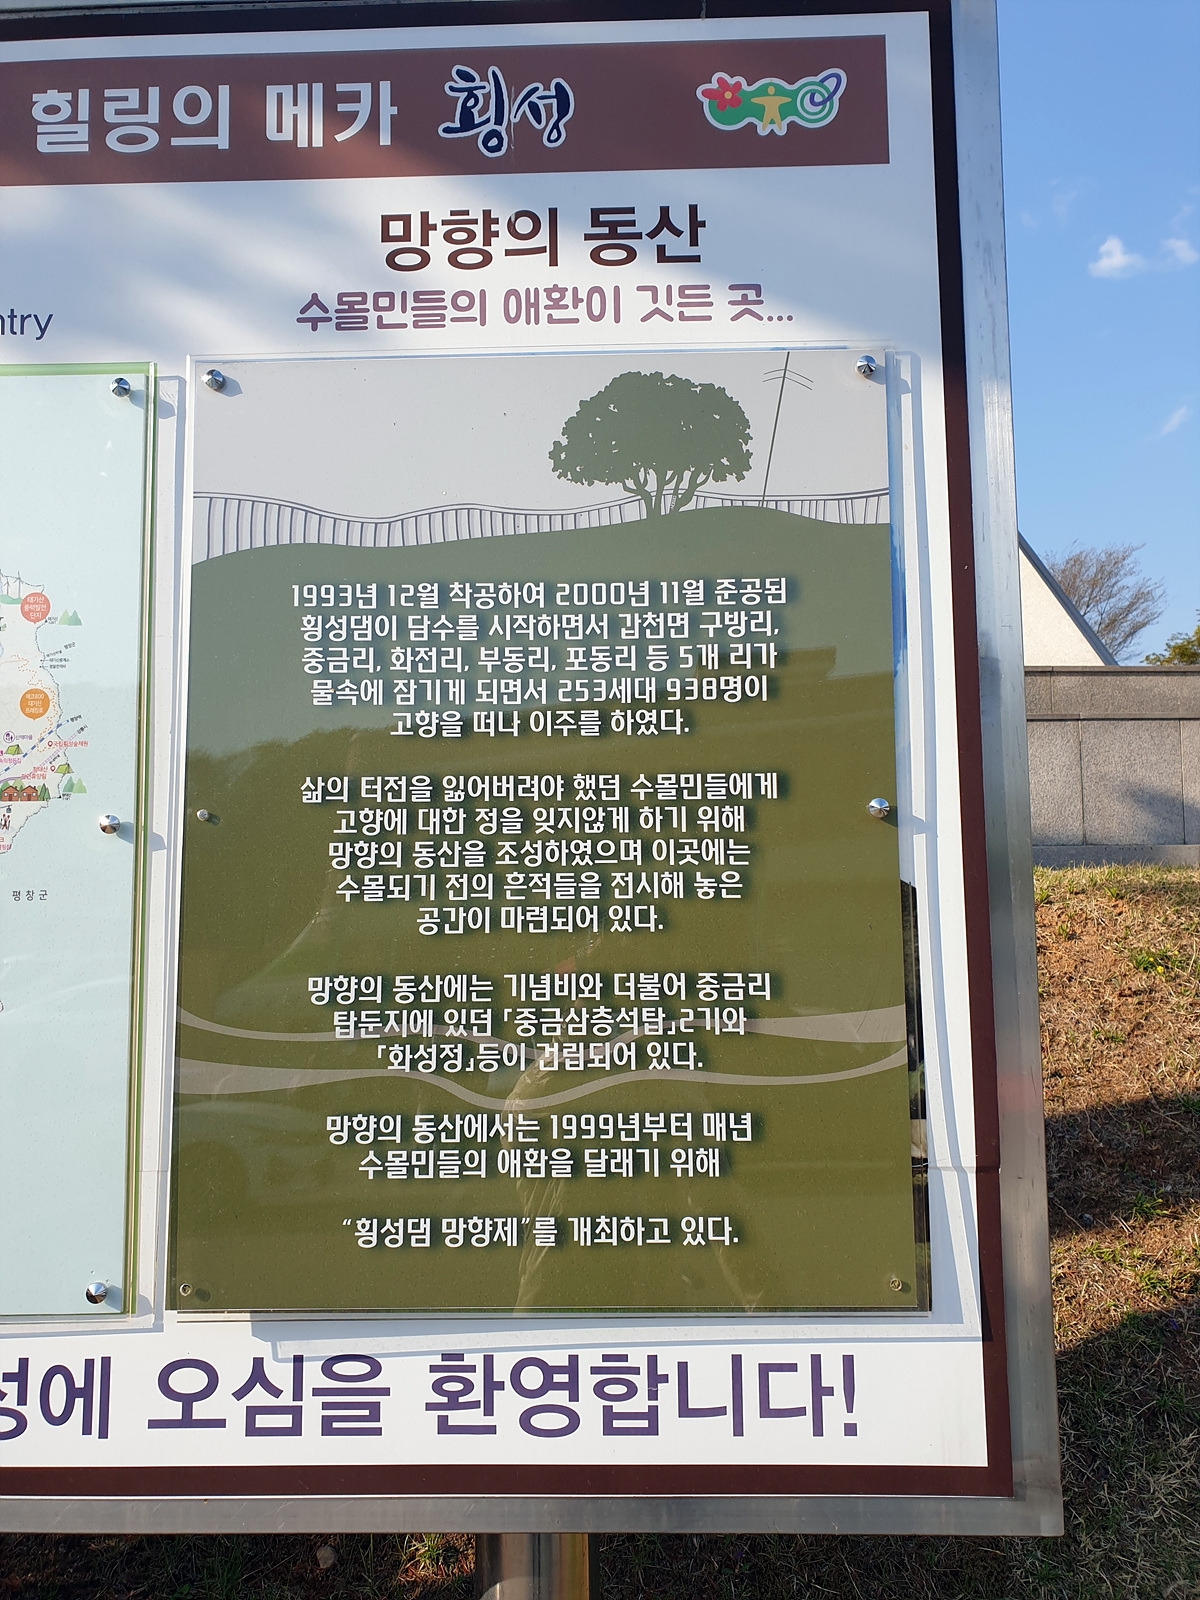 힐링의 메카 횡성
망향의 동산
수몰민들의 애환이 깃든 곳...
ntry
1993년 12월 착공하여 2000년 11월 준공된
횡성댐이 담수를 시작하면서 갑천면 구방리,
중금리, 화전리, 부동리, 포동리 등 5개 리가
물속에 잠기게 되면서 253세대 938명이
고향을 떠나 이주를 하였다.
삶의 터전을 잃어버려야 했던 수몰민들에게
고향에 대한 정을 잊지않게 하기 위해
망향의 동산을 조성하였으며 이곳에는
수몰되기 전의 흔적들을 전시해 놓은
공간이 마련되어 있다.
망향의 동산에는 기념비와 더불어 중금리
탑둔지에 있던 「중금삼층석탑」2기와
「화성정」등이 건립되어 있다.
망향의 동산에서는 1999년부터 매년
수몰민들의 애환을 달래기 위해
“횡성댐 망향제”를 개최하고 있다.
태기산
풍력발전
단지
평창군
성에 오심을 환영합니다!